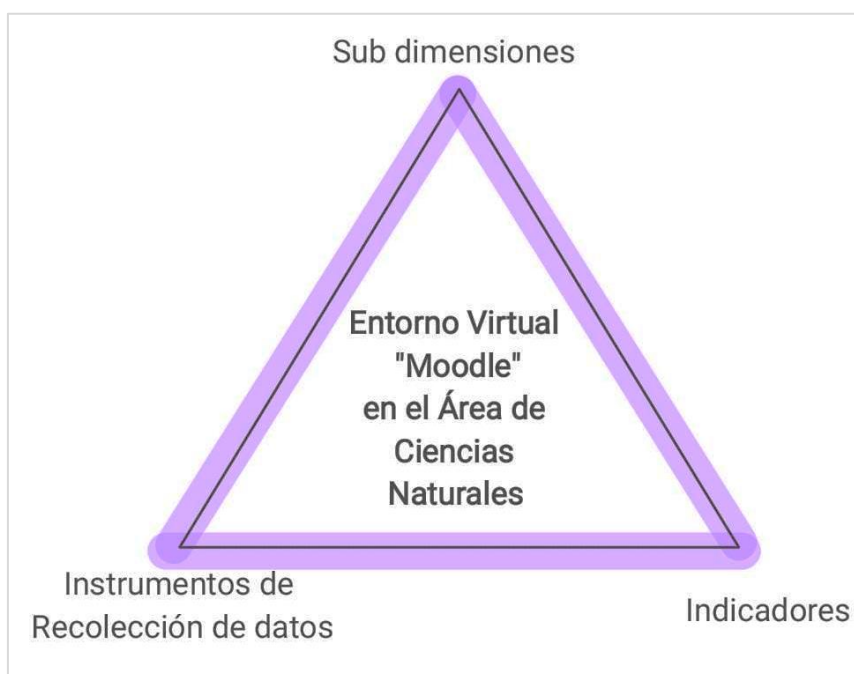 Sub dimensiones
Entorno Virtual
"Moodle"
en el Área de
Ciencias
Naturales
Instrumentos de
Recolección de datos
Indicadores